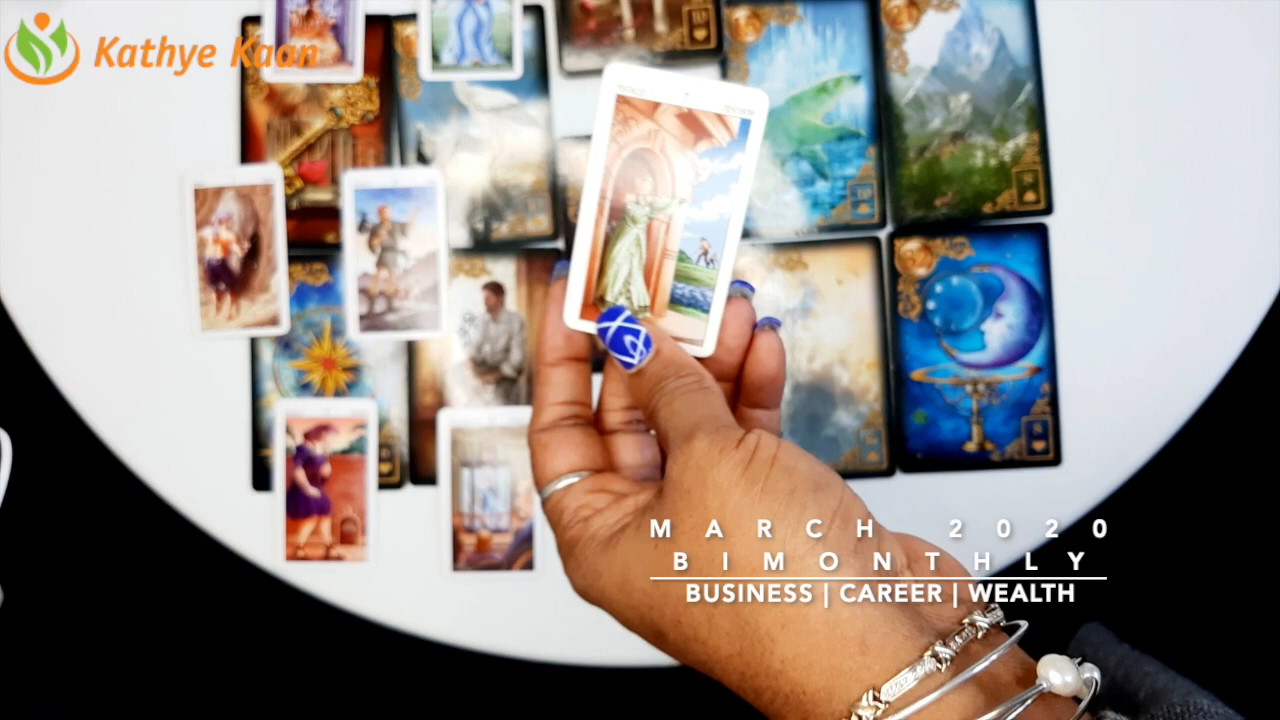 Kathye Kaan
MARCH 2020
BIMONTHLY
BUSINESS | CAREER | WEALTH